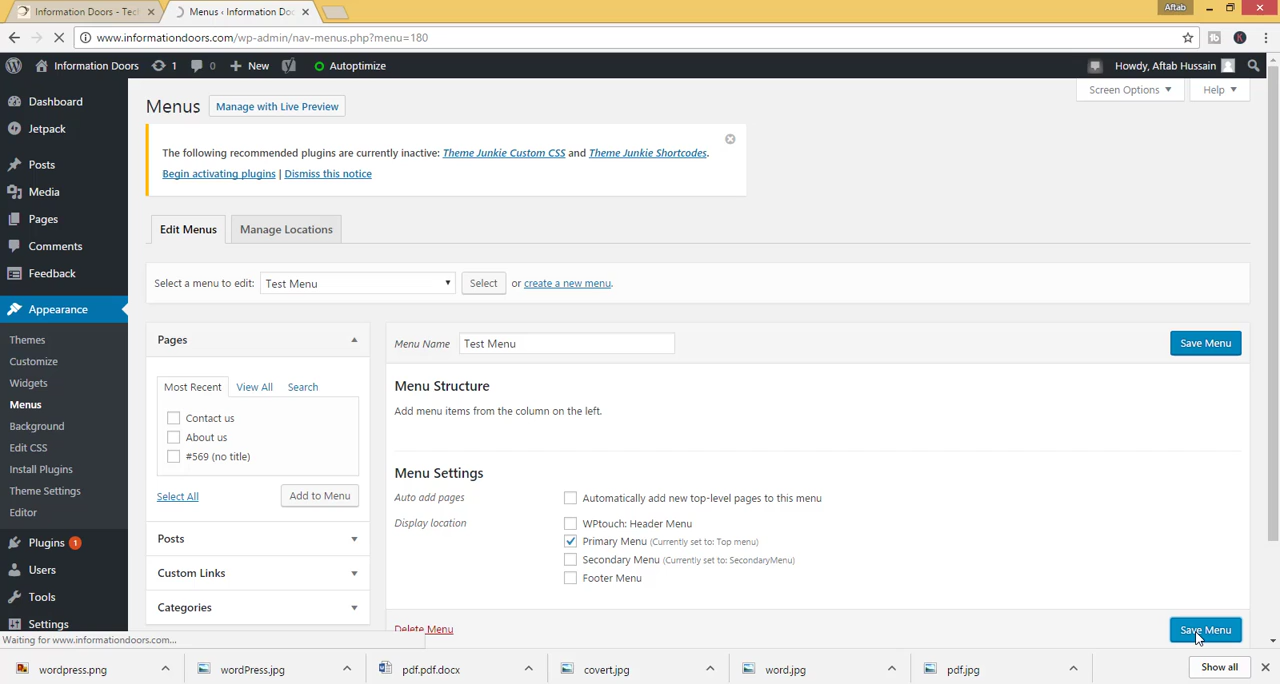 Information Doors - Tech
Menus ‹ Information Doo
Aftab
www.informationdoors.com/wp-admin/nav-menus.php?menu=180
Information Doors 1 0 New Autoptimize Howdy, Aftab Hussain
Screen Options Help
Dashboard
Jetpack
Posts
Media
Pages
Comments
Feedback
Appearance
Themes
Customize
Widgets
Menus
Background
Edit CSS
Install Plugins
Theme Settings
Editor
Plugins 1
Users
Tools
Settings
Menus Manage with Live Preview
The following recommended plugins are currently inactive: Theme Junkie Custom CSS and Theme Junkie Shortcodes.
Begin activating plugins | Dismiss this notice
Edit Menus Manage Locations
Select a menu to edit: Test Menu Select or create a new menu.
Pages
Most Recent View All Search
Contact us
About us
#569 (no title)
Select All Add to Menu
Posts
Custom Links
Categories
Menu Name Test Menu Save Menu
Menu Structure
Add menu items from the column on the left.
Menu Settings
Auto add pages Automatically add new top-level pages to this menu
Display location WPtouch: Header Menu
Primary Menu (Currently set to: Top menu)
Secondary Menu (Currently set to: SecondaryMenu)
Footer Menu
Delete Menu Save Menu
Waiting for www.informationdoors.com...
wordpress.png wordPress.jpg pdf.pdf.docx covert.jpg word.jpg pdf.jpg Show all